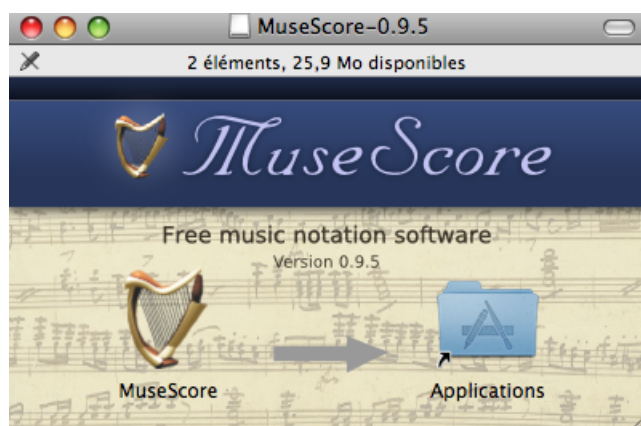 MuseScore-0.9.5
2 éléments, 25,9 Mo disponibles
MuseScore
Free music notation software
Version 0.9.5
MuseScore
Applications